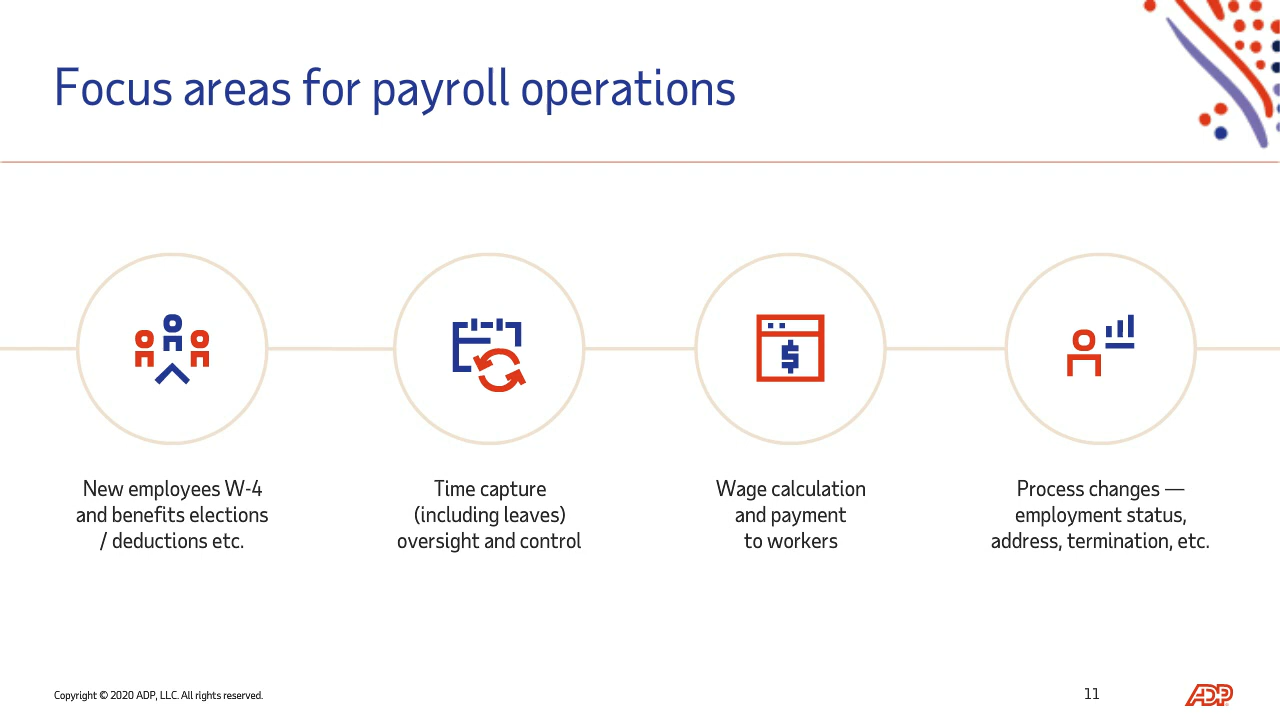 Focus areas for payroll operations
New employees W-4
and benefits elections
/ deductions etc.
Time capture
(including leaves)
oversight and control
Wage calculation
and payment
to workers
Process changes —
employment status,
address, termination, etc.
Copyright © 2020 ADP, LLC. All rights reserved.
11
ADP